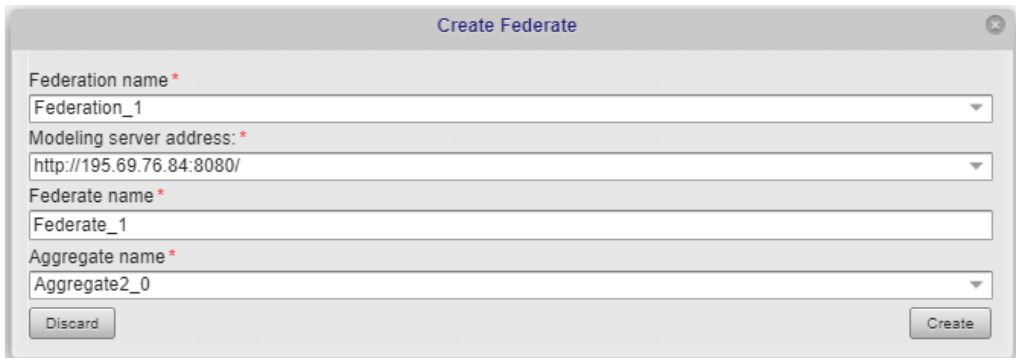 Create Federate
Federation name*
Federation_1
Modeling server address:*
http://195.69.76.84:8080/
Federate name*
Federate_1
Aggregate name*
Aggregate2_0
Discard Create